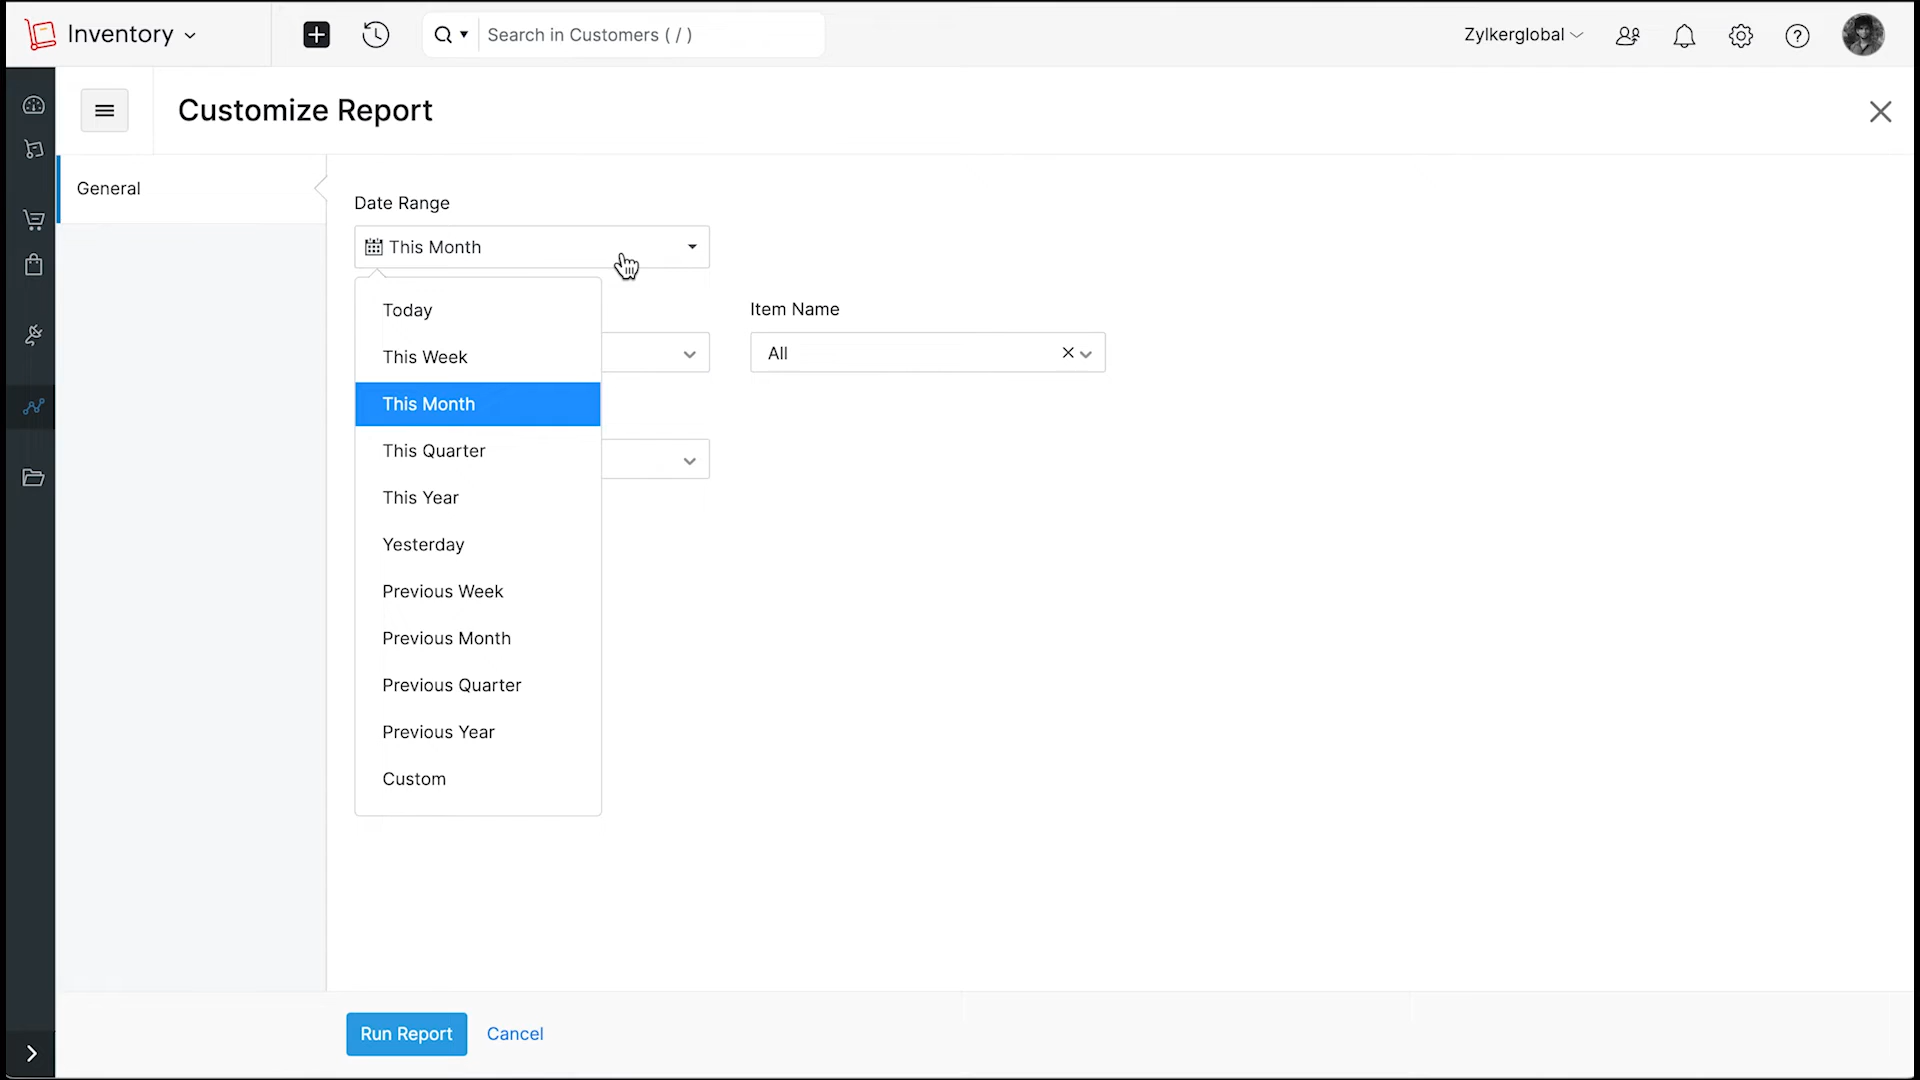 Inventory
Search in Customers ( / )
Zylkerglobal
Customize Report
General
Date Range
This Month
Today
This Week
This Month
This Quarter
This Year
Yesterday
Previous Week
Previous Month
Previous Quarter
Previous Year
Custom
Item Name
All
Run Report
Cancel